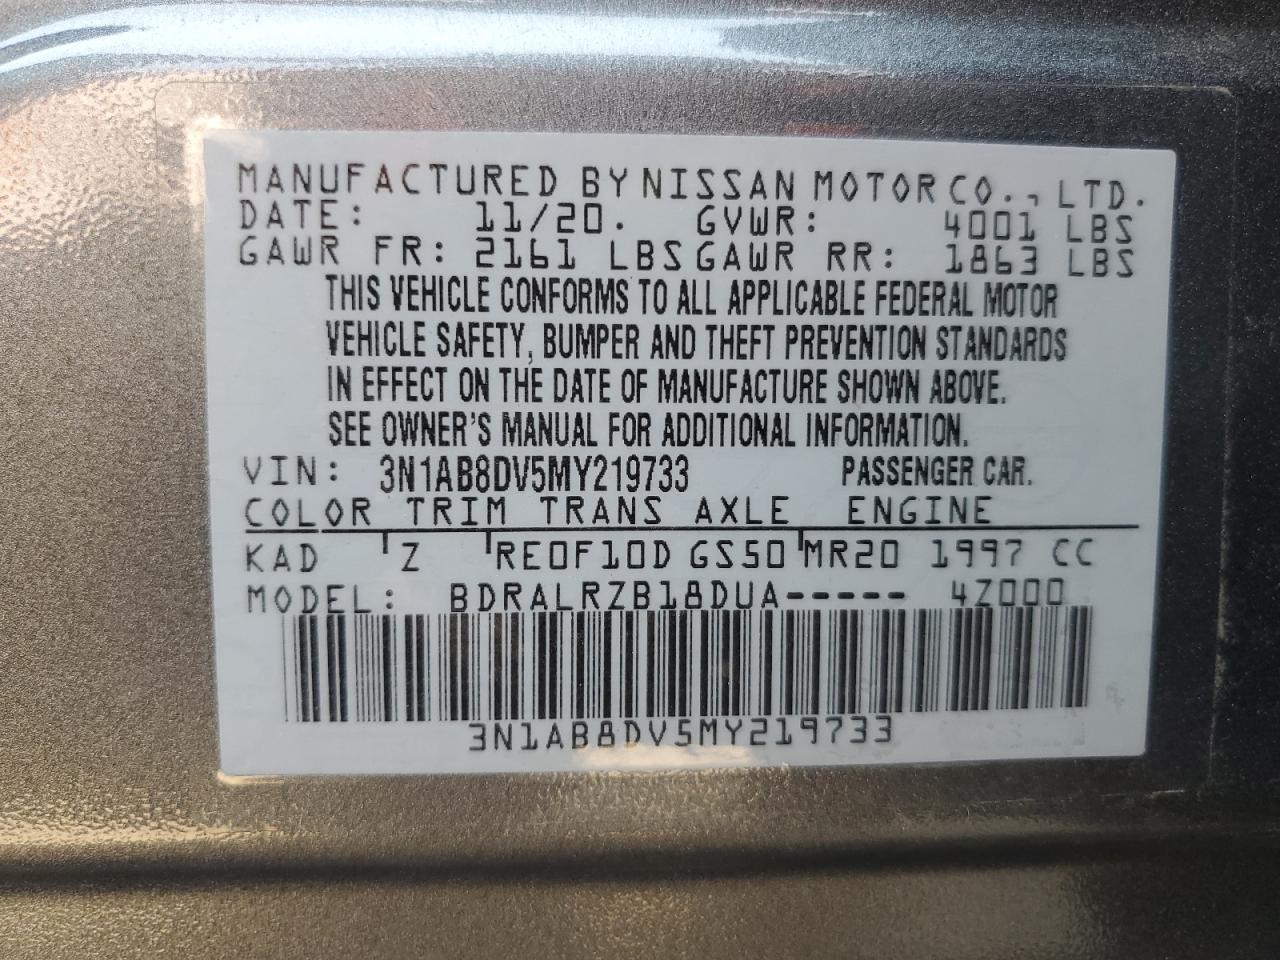 MANUFACTURED BY NISSAN MOTOR CO., LTD.
DATE: 11/20. GVWR: 4001 LBS
GAWR FR: 2161 LBS GAWR RR: 1863 LBS
THIS VEHICLE CONFORMS TO ALL APPLICABLE FEDERAL MOTOR
VEHICLE SAFETY, BUMPER AND THEFT PREVENTION STANDARDS
IN EFFECT ON THE DATE OF MANUFACTURE SHOWN ABOVE.
SEE OWNER'S MANUAL FOR ADDITIONAL INFORMATION.
VIN: 3N1AB8DV5MY219733 PASSENGER CAR.
COLOR TRIM TRANS AXLE ENGINE
KAD Z RE0F10D GS50 MR20 1997 CC
MODEL: BDRALRZB18DUA----- 4Z000
3N1AB8DV5MY219733